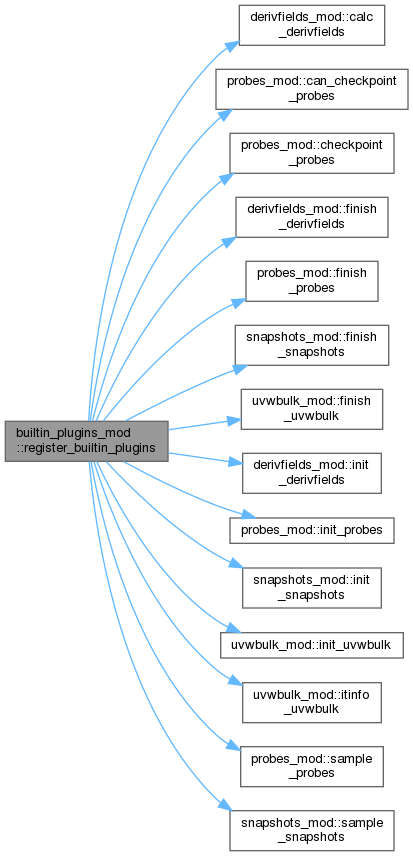 derivfields_mod::calc
_derivfields
probes_mod::can_checkpoint
_probes
probes_mod::checkpoint
_probes
derivfields_mod::finish
_derivfields
probes_mod::finish
_probes
snapshots_mod::finish
_snapshots
uvwbulk_mod::finish
_uvwbulk
builtin_plugins_mod
::register_builtin_plugins
derivfields_mod::init
_derivfields
probes_mod::init_probes
snapshots_mod::init
_snapshots
uvwbulk_mod::init_uvwbulk
uvwbulk_mod::itinfo
_uvwbulk
probes_mod::sample
_probes
snapshots_mod::sample
_snapshots